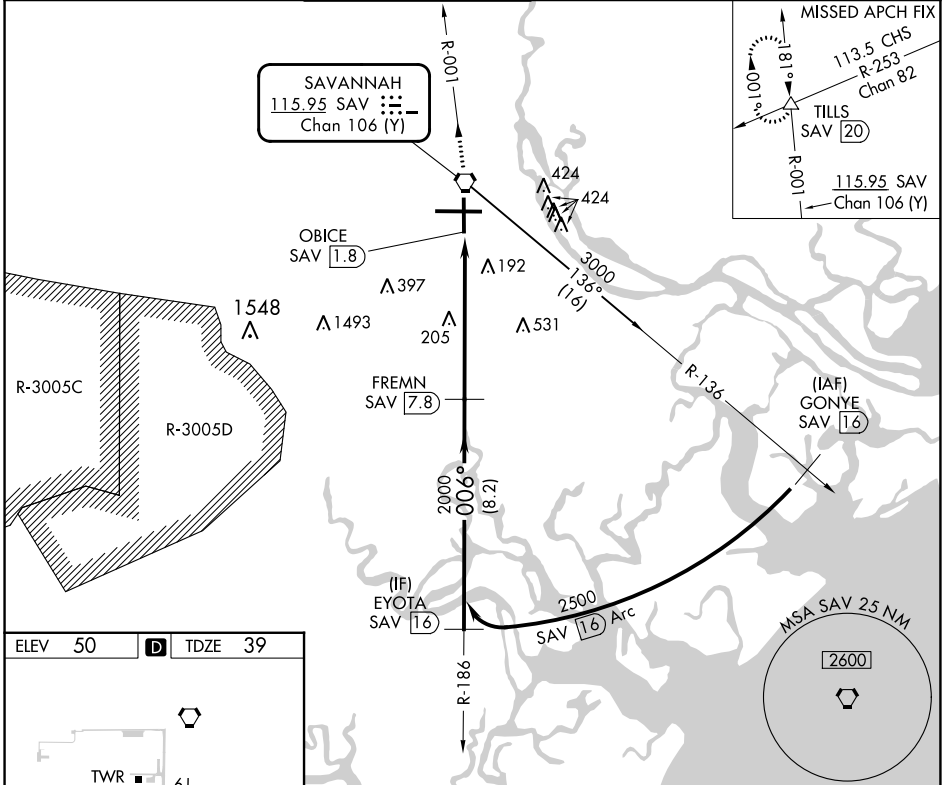 MISSED APCH FIX
113.5 CHS
R-253
Chan 82
181°
001°
TILLS
SAV 20
R-001
115.95 SAV
Chan 106 (Y)
R-001
SAVANNAH
115.95 SAV
Chan 106 (Y)
424
424
OBICE
SAV 1.8
192
397
3000
136°
(16)
1548
1493
205
531
R-3005C
R-3005D
FREMN
SAV 7.8
R-136
(IAF)
GONYE
SAV 16
2000
006°
(8.2)
(IF)
EYOTA
SAV 16
2500
SAV 16 Arc
R-186
MSA SAV 25 NM
2600
ELEV 50 D TDZE 39
TWR